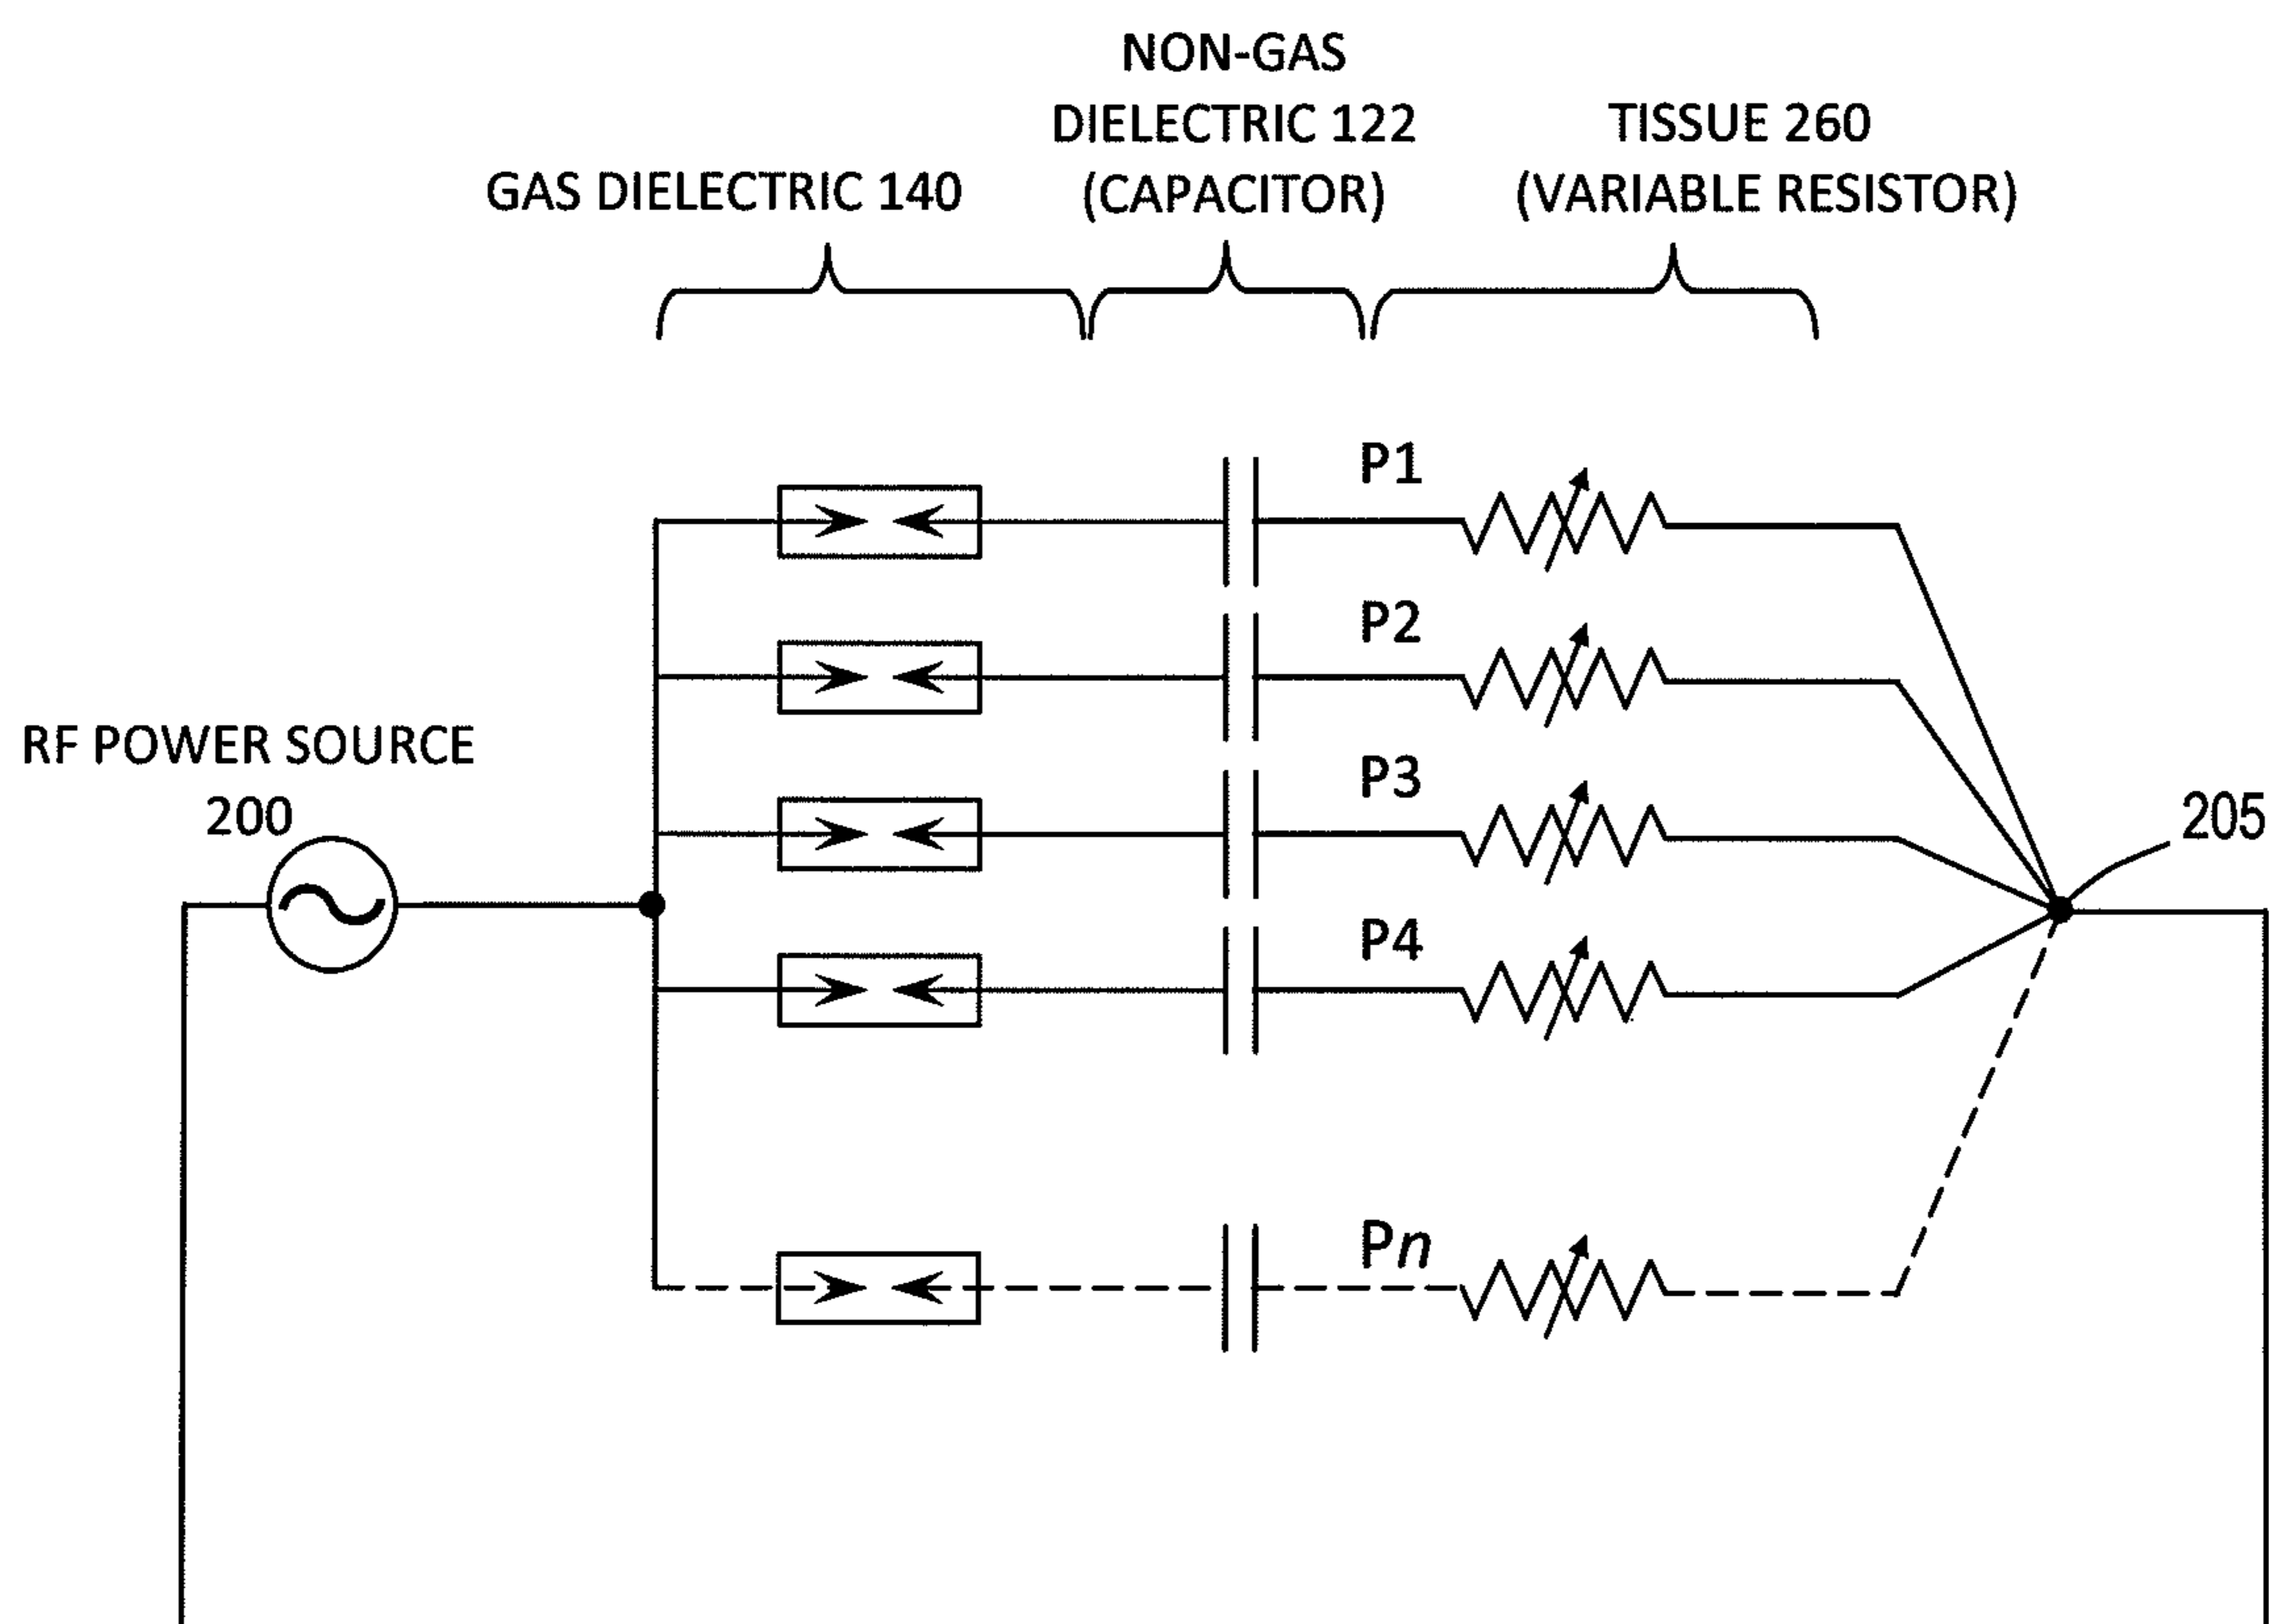 NON-GAS
DIELECTRIC 122
(CAPACITOR)
TISSUE 260
(VARIABLE RESISTOR)
GAS DIELECTRIC 140
P1
P2
RF POWER SOURCE
200
P3
205
P4
Pn